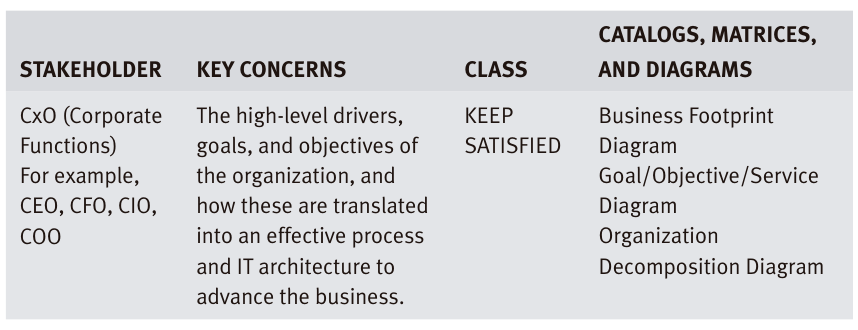 STAKEHOLDER
KEY CONCERNS
CLASS
CATALOGS, MATRICES,
AND DIAGRAMS
CxO (Corporate
Functions)
For example,
CEO, CFO, CIO,
COO
The high-level drivers,
goals, and objectives of
the organization, and
how these are translated
into an effective process
and IT architecture to
advance the business.
KEEP
SATISFIED
Business Footprint
Diagram
Goal/Objective/Service
Diagram
Organization
Decomposition Diagram